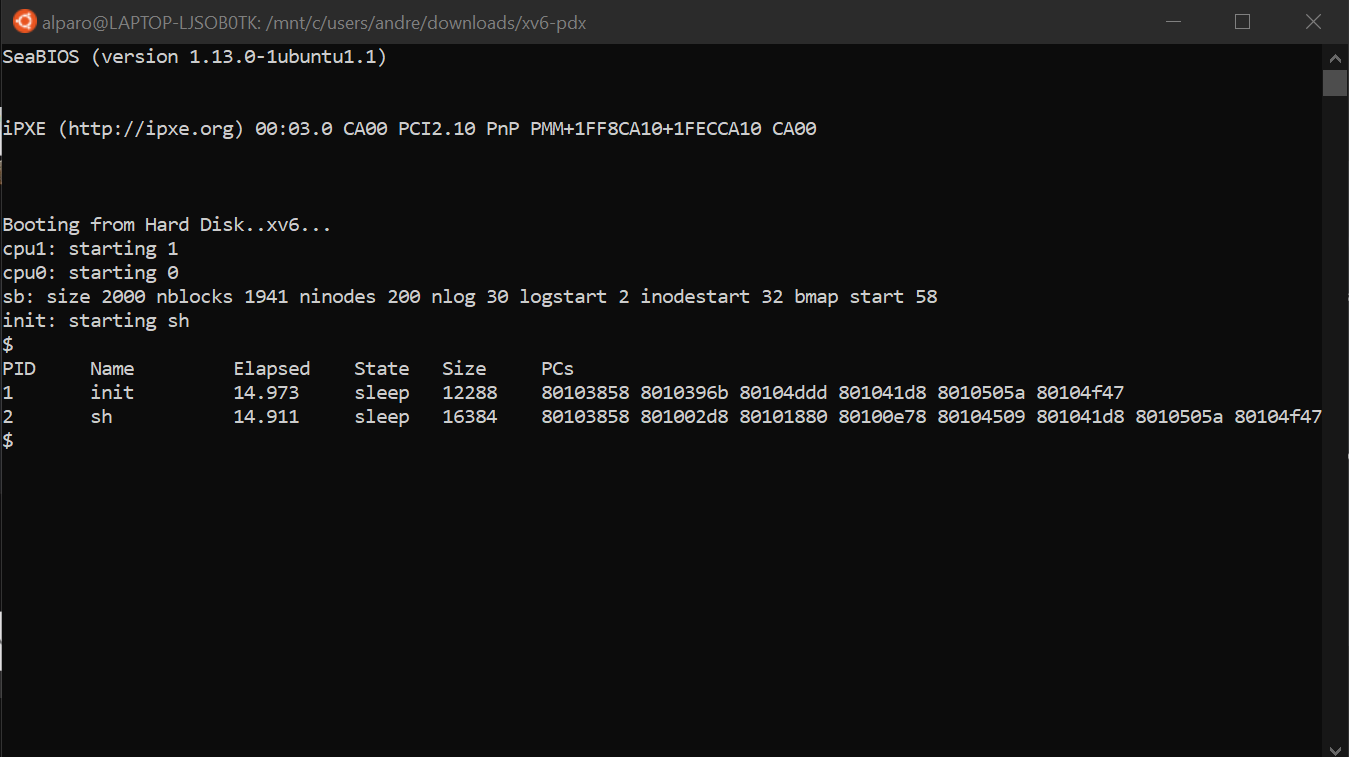 alparo@LAPTOP-LJSOB0TK: /mnt/c/users/andre/downloads/xv6-pdx
SeaBIOS (version 1.13.0-1ubuntu1.1)
iPXE (http://ipxe.org) 00:03.0 CA00 PCI2.10 PnP PMM+1FF8CA10+1FECCA10 CA00
Booting from Hard Disk..xv6...
cpu1: starting 1
cpu0: starting 0
sb: size 2000 nblocks 1941 ninodes 200 nlog 30 logstart 2 inodestart 32 bmap start 58
init: starting sh
$
PID     Name         Elapsed    State   Size     PCs
1       init         14.973     sleep   12288    80103858 8010396b 80104ddd 801041d8 8010505a 80104f47
2       sh           14.911     sleep   16384    80103858 801002d8 80101880 80100e78 80104509 801041d8 8010505a 80104f47
$